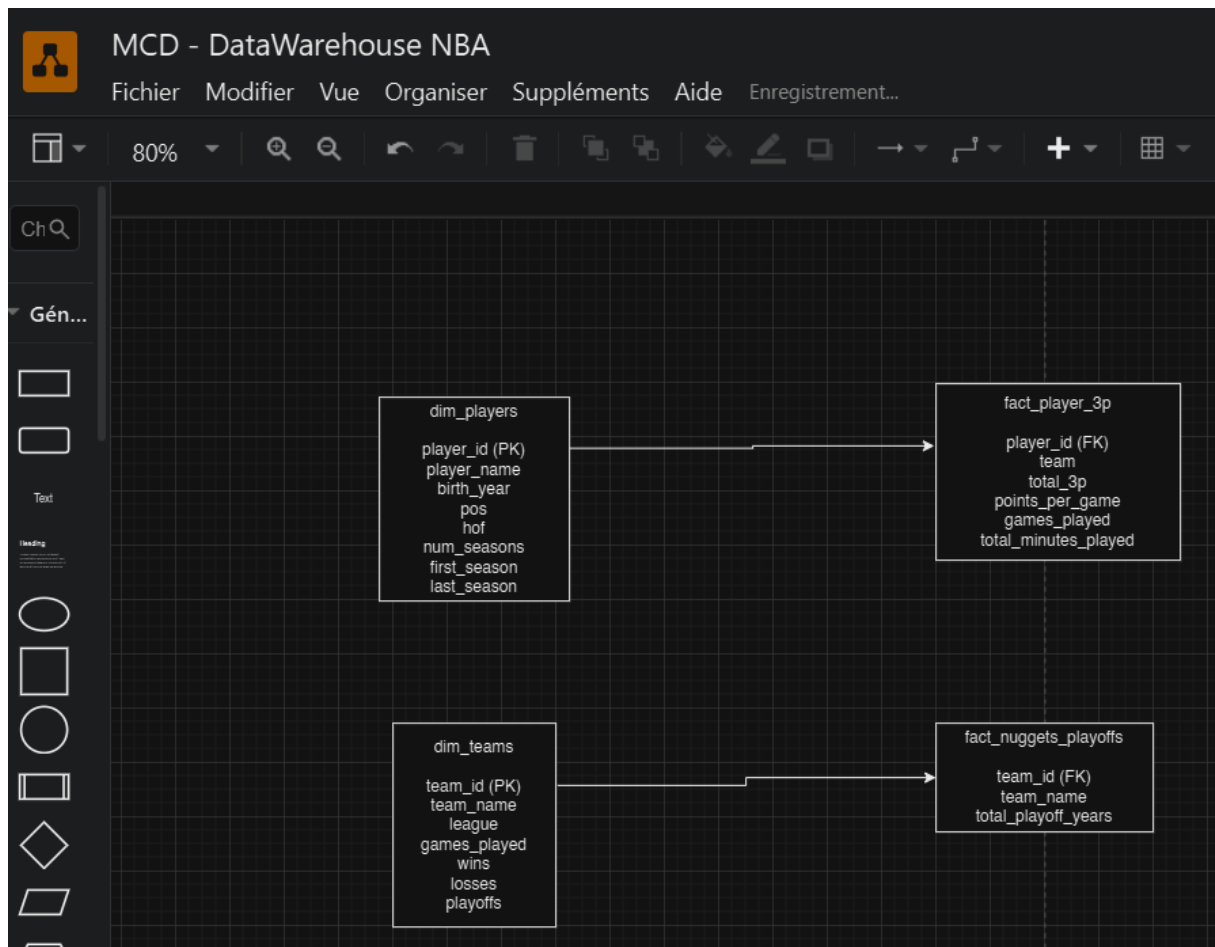 MCD - DataWarehouse NBA
Fichier Modifier Vue Organiser Suppléments Aide Enregistrement...
80%
Ch
Gén...
Text
Heading
dim_players
player_id (PK)
player_name
birth_year
pos
hof
num_seasons
first_season
last_season
fact_player_3p
player_id (FK)
team
total_3p
points_per_game
games_played
total_minutes_played
dim_teams
team_id (PK)
team_name
league
games_played
wins
losses
playoffs
fact_nuggets_playoffs
team_id (FK)
team_name
total_playoff_years